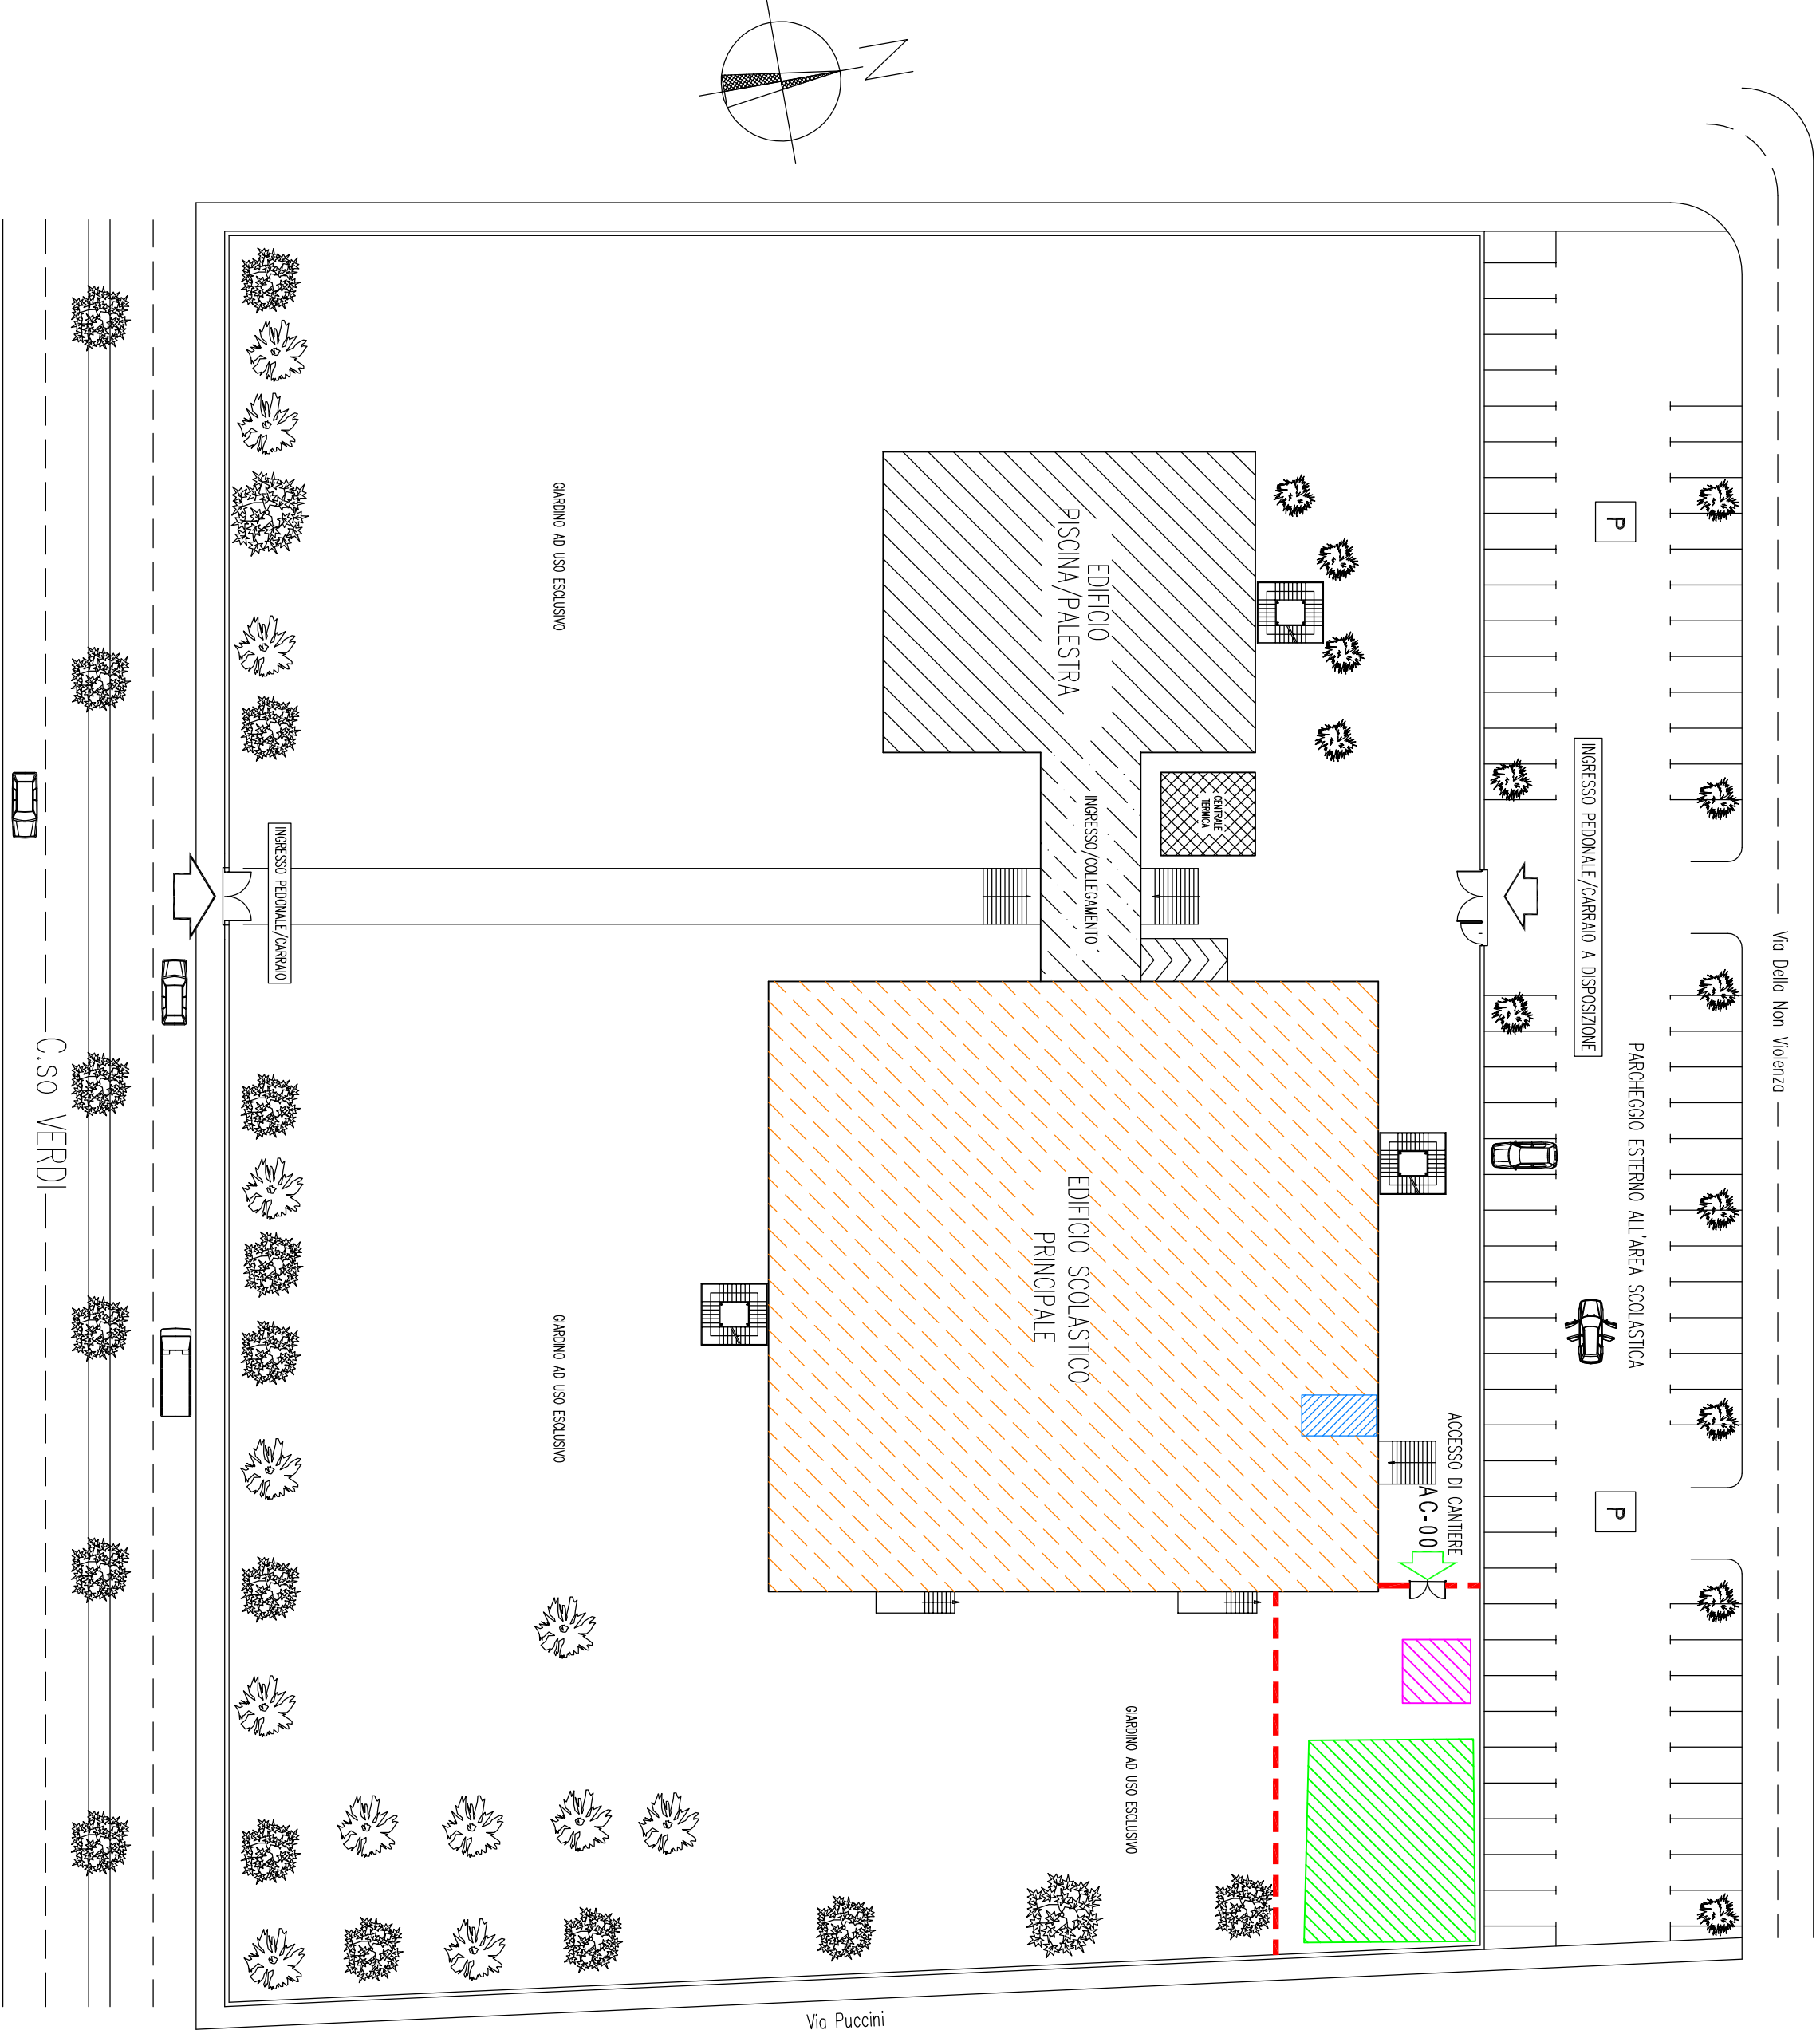 N
Via Della Non Violenza
P
INGRESSO PEDONALE/CARRAIO A DISPOSIZIONE
PARCHEGGIO ESTERNO ALL'AREA SCOLASTICA
P
EDIFICIO
PISCINA/PALESTRA
CENTRALE
TERMICA
INGRESSO/COLLEGAMENTO
EDIFICIO SCOLASTICO
PRINCIPALE
ACCESSO DI CANTIERE
AC-00
GIARDINO AD USO ESCLUSIVO
GIARDINO AD USO ESCLUSIVO
GIARDINO AD USO ESCLUSIVO
INGRESSO PEDONALE/CARRAIO
C.so VERDI
Via Puccini